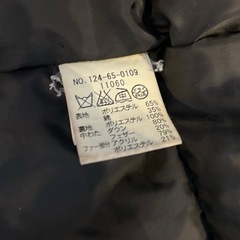 NO. 124-65-0109
11060
表地 ポリエステル 65%
綿 35%
裏地 ポリエステル 100%
中わた ダウン 80%
フェザー 20%
ファー部分 アクリル 79%
ポリエステル 21%